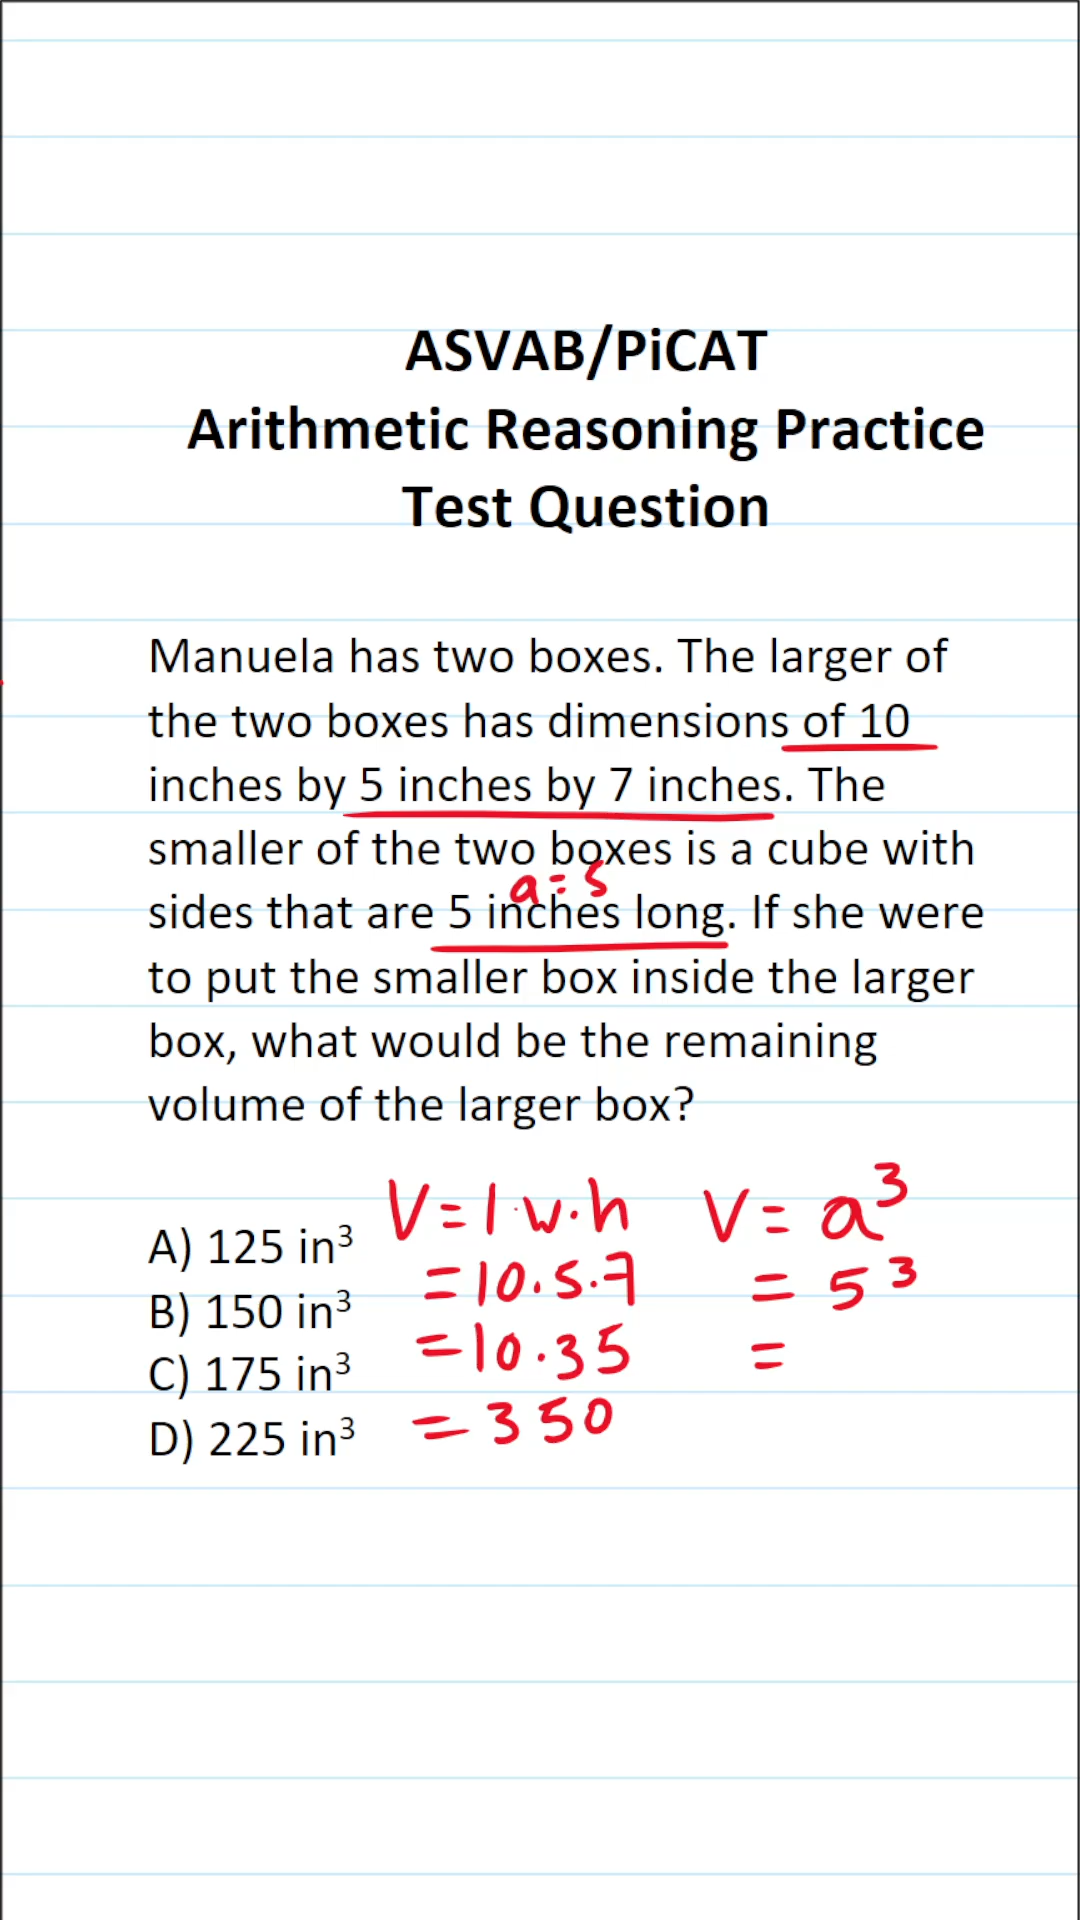 ASVAB/PiCAT
Arithmetic Reasoning Practice
Test Question
Manuela has two boxes. The larger of
the two boxes has dimensions of 10
inches by 5 inches by 7 inches. The
smaller of the two boxes is a cube with
a = 5
sides that are 5 inches long. If she were
to put the smaller box inside the larger
box, what would be the remaining
volume of the larger box?
A) 125 in³
B) 150 in³
C) 175 in³
D) 225 in³
V = l·w·h
= 10·5·7
= 10·35
= 350
V = a³
= 5³
=